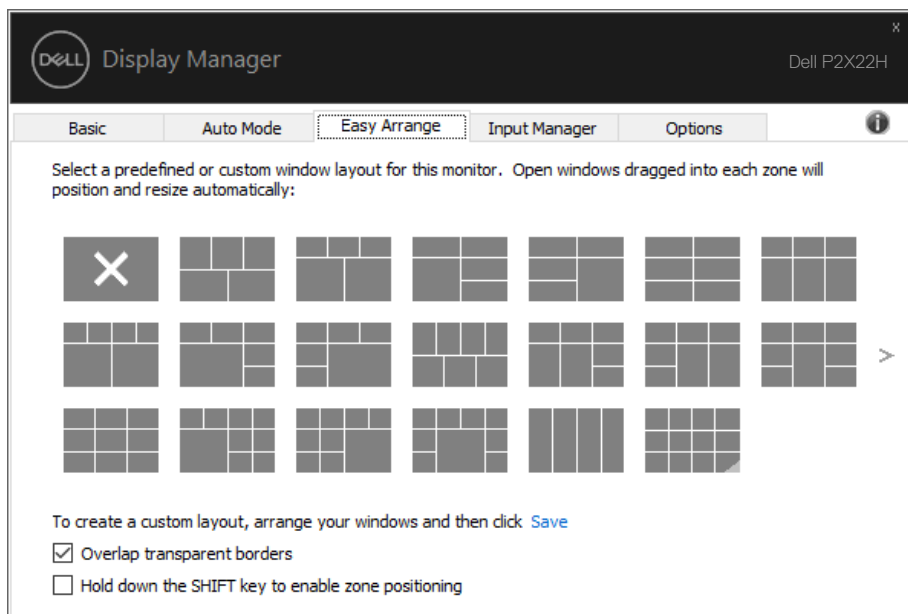 x
DELL Display Manager
Dell P2X22H
Basic Auto Mode Easy Arrange Input Manager Options
Select a predefined or custom window layout for this monitor. Open windows dragged into each zone will
position and resize automatically:
>
To create a custom layout, arrange your windows and then click Save
Overlap transparent borders
Hold down the SHIFT key to enable zone positioning